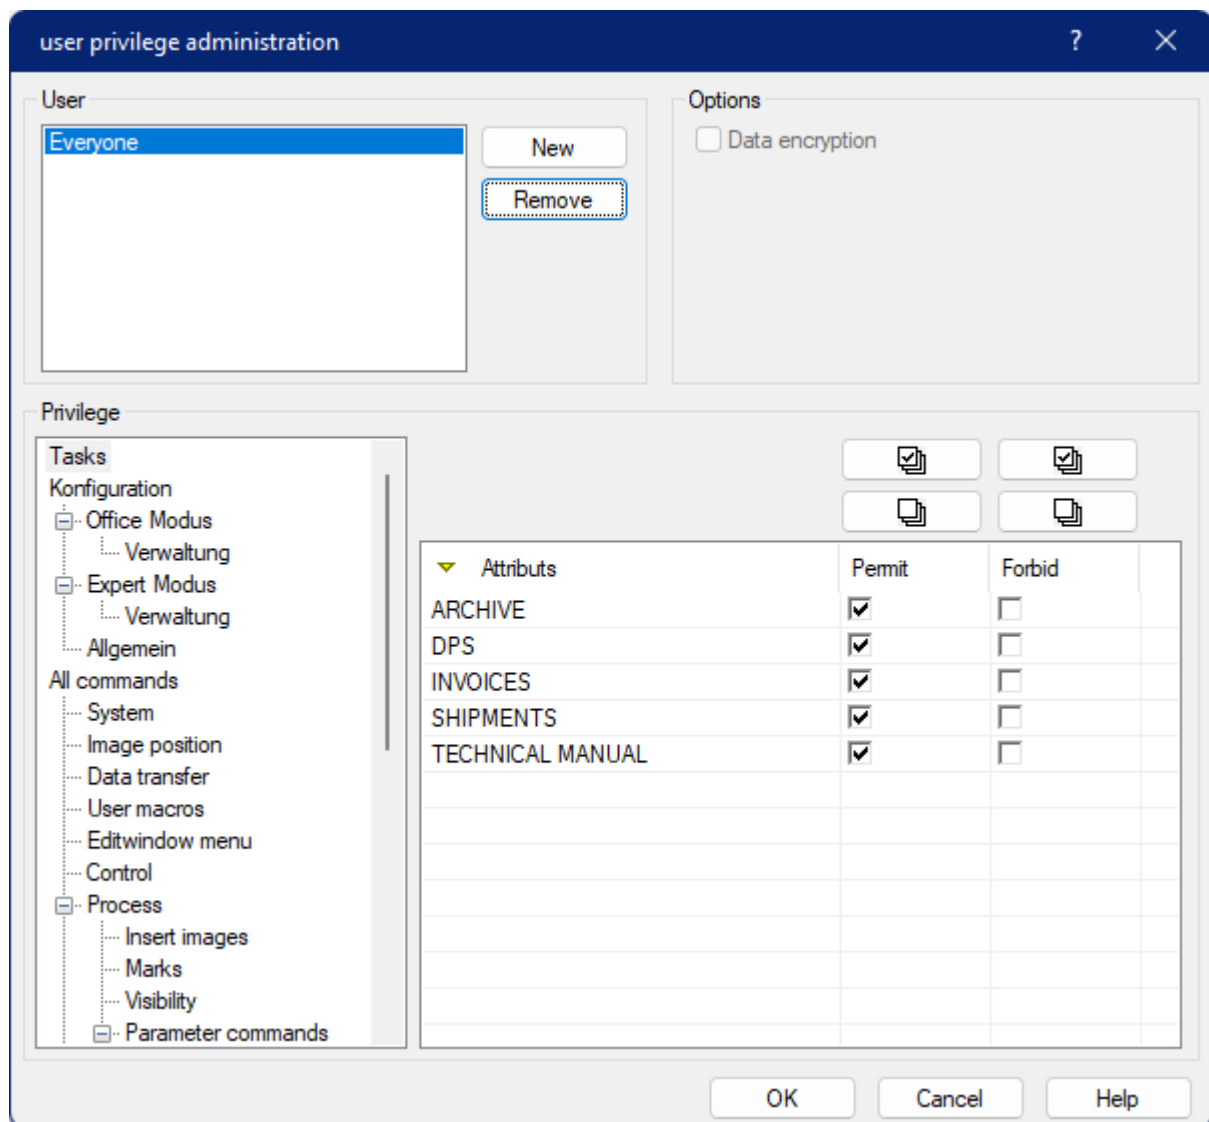 user privilege administration
User
Options
Everyone
New
Remove
Data encryption
Privilege
Tasks
Konfiguration
Office Modus
Verwaltung
Expert Modus
Verwaltung
Allgemein
All commands
System
Image position
Data transfer
User macros
Editwindow menu
Control
Process
Insert images
Marks
Visibility
Parameter commands
Attributs Permit Forbid
ARCHIVE
DPS
INVOICES
SHIPMENTS
TECHNICAL MANUAL
OK Cancel Help